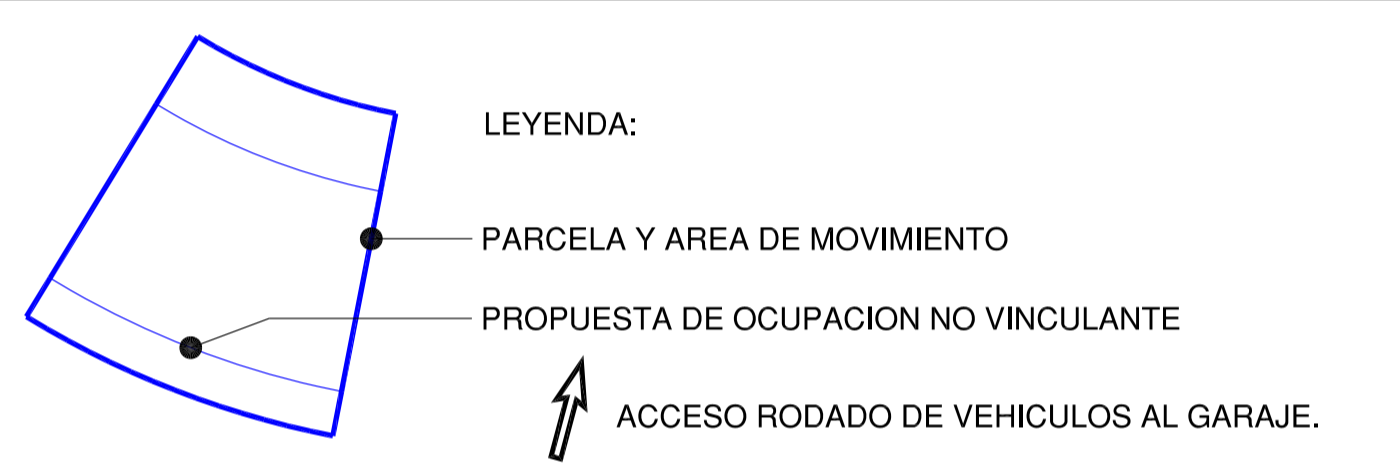 LEYENDA:
PARCELA Y AREA DE MOVIMIENTO
PROPUESTA DE OCUPACION NO VINCULANTE
ACCESO RODADO DE VEHICULOS AL GARAJE.